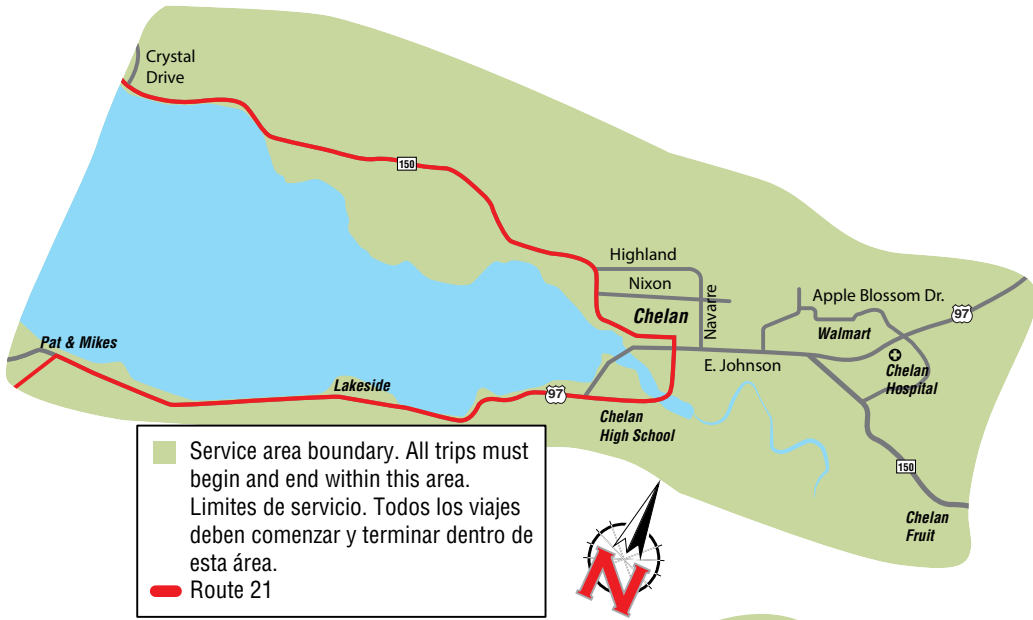 Crystal
Drive
150
Highland
Nixon
Navarre
Chelan
Apple Blossom Dr.
97
Walmart
Pat & Mikes
E. Johnson
Chelan
Hospital
Lakeside
97
Chelan
High School
150
Chelan
Fruit
Service area boundary. All trips must
begin and end within this area.
Limites de servicio. Todos los viajes
deben comenzar y terminar dentro de
esta área.
Route 21
N